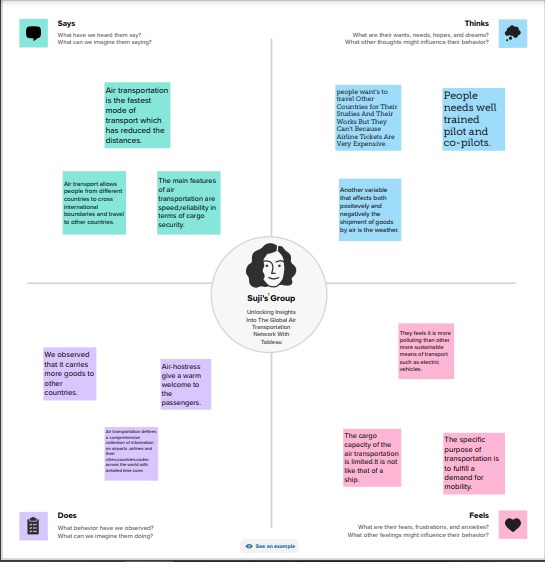 Says
What have we heard them say?
What can we imagine them saying?
Thinks
What are their wants, needs, hopes, and dreams?
What other thoughts might influence their behavior?
Air transportation
is the fastest
mode of
transport which
has reduced the
distances.
Air transport allows
people from different
countries to cross
international
boundaries and travel
to other countries.
The main features
of air
transportation are
speed,reliability in
terms of cargo
security.
people want's to
travel Other
Countries for Their
Studies And Their
Works But They
Can't Because
Airline Tickets Are
Very Expensive.
People
needs well
trained
pilot and
co-pilots.
Another variable
that affects both
positevely and
negatively the
shipment of goods
by air is the weather.
Suji's Group
Unlocking Insights
Into The Global Air
Transportation
Network With
Tableau
We observed
that it carries
more goods to
other
countries.
Air-hostress
give a warm
welcome to
the
passengers.
Air transportation defines
a comprehensive
collection of information
on airports ,airlines and
their
cities,countries,codes
across the world with
detailed time zone.
They feels it is more
polluting than other
more sustainable
means of transport
such as electric
vehicles.
The cargo
capacity of the
air transportation
is limited.It is not
like that of a
ship.
The specific
purpose of
transportation is
to fulfill a
demand for
mobility.
Does
What behavior have we observed?
What can we imagine them doing?
Feels
What are their fears, frustrations, and anxieties?
What other feelings might influence their behavior?
See an example